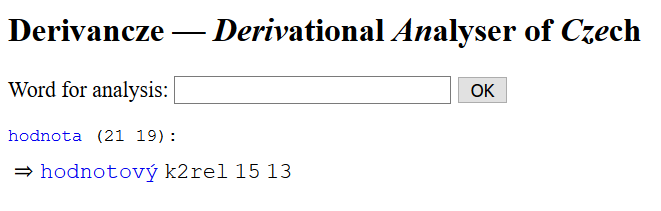 Derivancze — Derivational Analyser of Czech
Word for analysis: OK
hodnota (21 19):
⇒ hodnotový k2rel 15 13